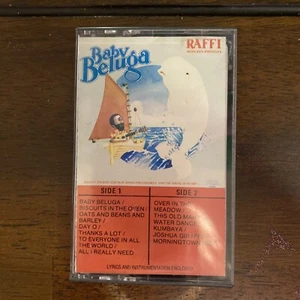 Baby
Beluga
RAFFI
SIDE 1
BABY BELUGA /
BISCUITS IN THE OVEN /
OATS AND BEANS AND
BARLEY /
DAY-O /
THANKS A LOT /
TO EVERYONE IN ALL
THE WORLD /
ALL I REALLY NEED
SIDE 2
OVER IN THE
MEADOW /
THIS OLD MAN
WATER DANCE
KUMBAYA /
JOSHUA
MORNINGTOWN
LYRICS AND INSTRUMENTATION ENCLOSED